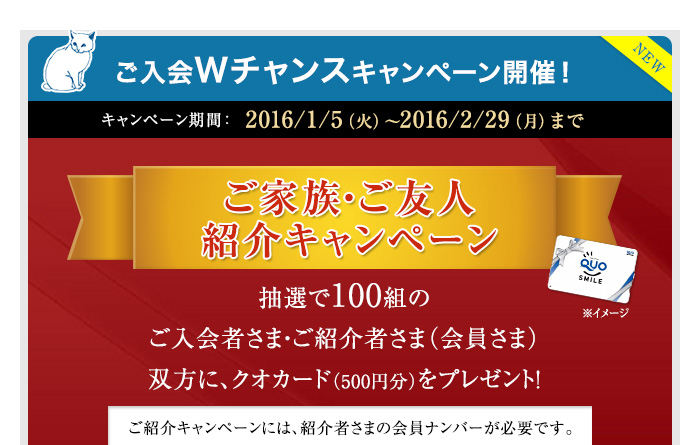 ご入会Wチャンスキャンペーン開催！
NEW
キャンペーン期間： 2016/1/5（火）～2016/2/29（月）まで
ご家族・ご友人
紹介キャンペーン
QUO
SMILE
※イメージ
抽選で100組の
ご入会者さま・ご紹介者さま（会員さま）
双方に、クオカード（500円分）をプレゼント！
ご紹介キャンペーンには、紹介者さまの会員ナンバーが必要です。